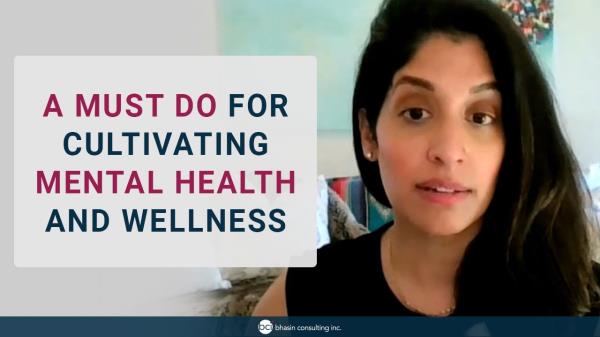 A MUST DO FOR
CULTIVATING
MENTAL HEALTH
AND WELLNESS
bci bhasin consulting inc.